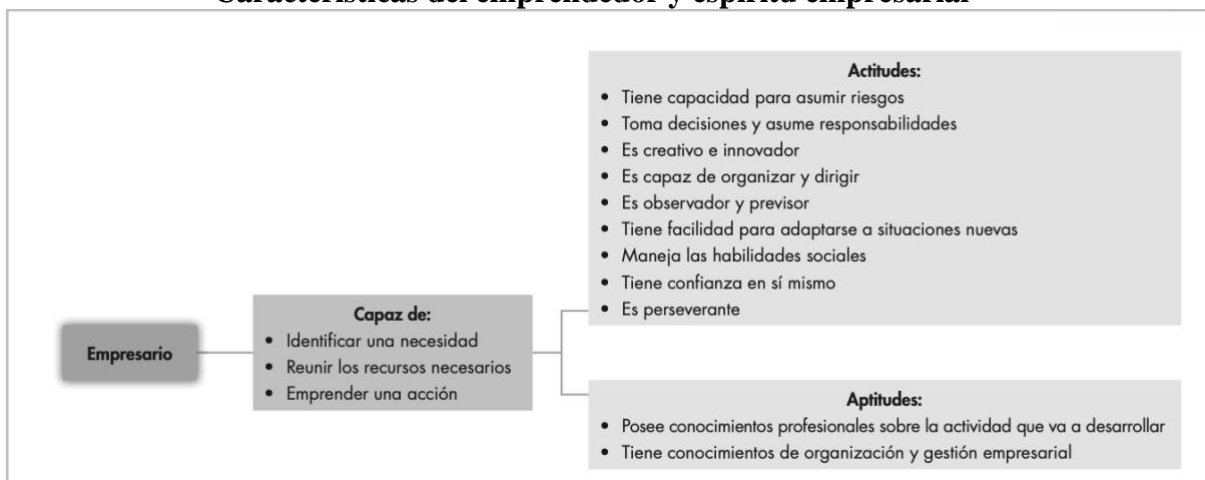 Características del emprendedor y espíritu empresarial
Actitudes:
• Tiene capacidad para asumir riesgos
• Toma decisiones y asume responsabilidades
• Es creativo e innovador
• Es capaz de organizar y dirigir
• Es observador y previsor
• Tiene facilidad para adaptarse a situaciones nuevas
• Maneja las habilidades sociales
• Tiene confianza en sí mismo
• Es perseverante
Empresario
Capaz de:
• Identificar una necesidad
• Reunir los recursos necesarios
• Emprender una acción
Aptitudes:
• Posee conocimientos profesionales sobre la actividad que va a desarrollar
• Tiene conocimientos de organización y gestión empresarial